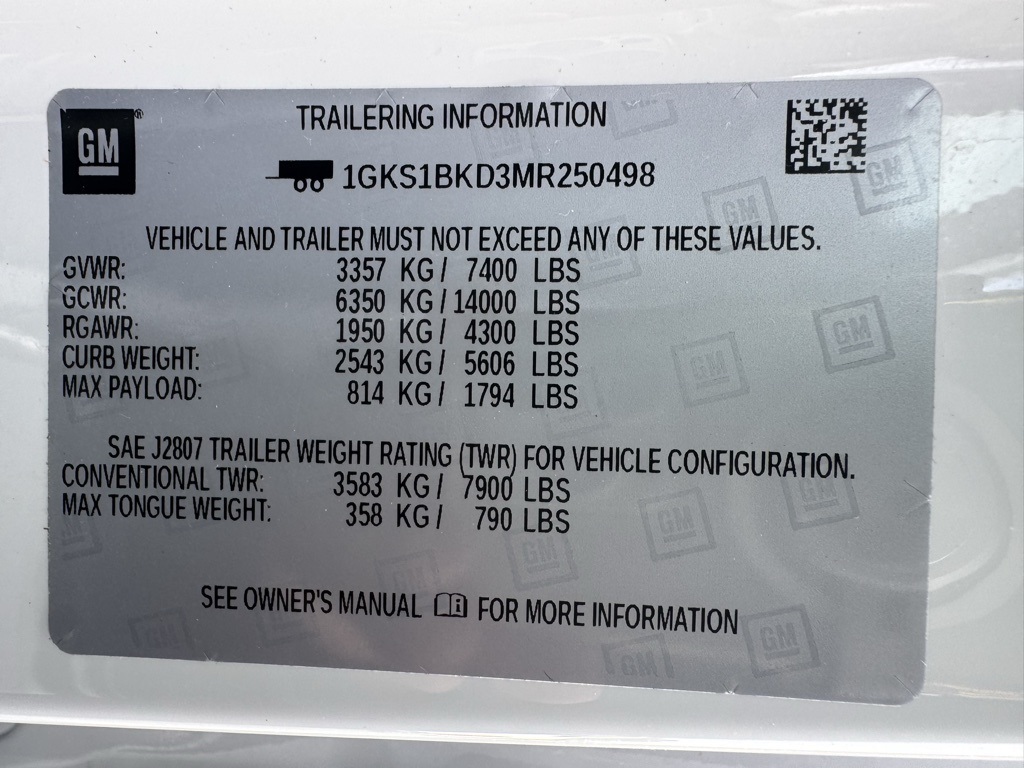 GM ®
TRAILERING INFORMATION
1GKS1BKD3MR250498
VEHICLE AND TRAILER MUST NOT EXCEED ANY OF THESE VALUES.
GVWR: 3357 KG / 7400 LBS
GCWR: 6350 KG / 14000 LBS
RGAWR: 1950 KG / 4300 LBS
CURB WEIGHT: 2543 KG / 5606 LBS
MAX PAYLOAD: 814 KG / 1794 LBS
SAE J2807 TRAILER WEIGHT RATING (TWR) FOR VEHICLE CONFIGURATION.
CONVENTIONAL TWR: 3583 KG / 7900 LBS
MAX TONGUE WEIGHT: 358 KG / 790 LBS
SEE OWNER'S MANUAL FOR MORE INFORMATION